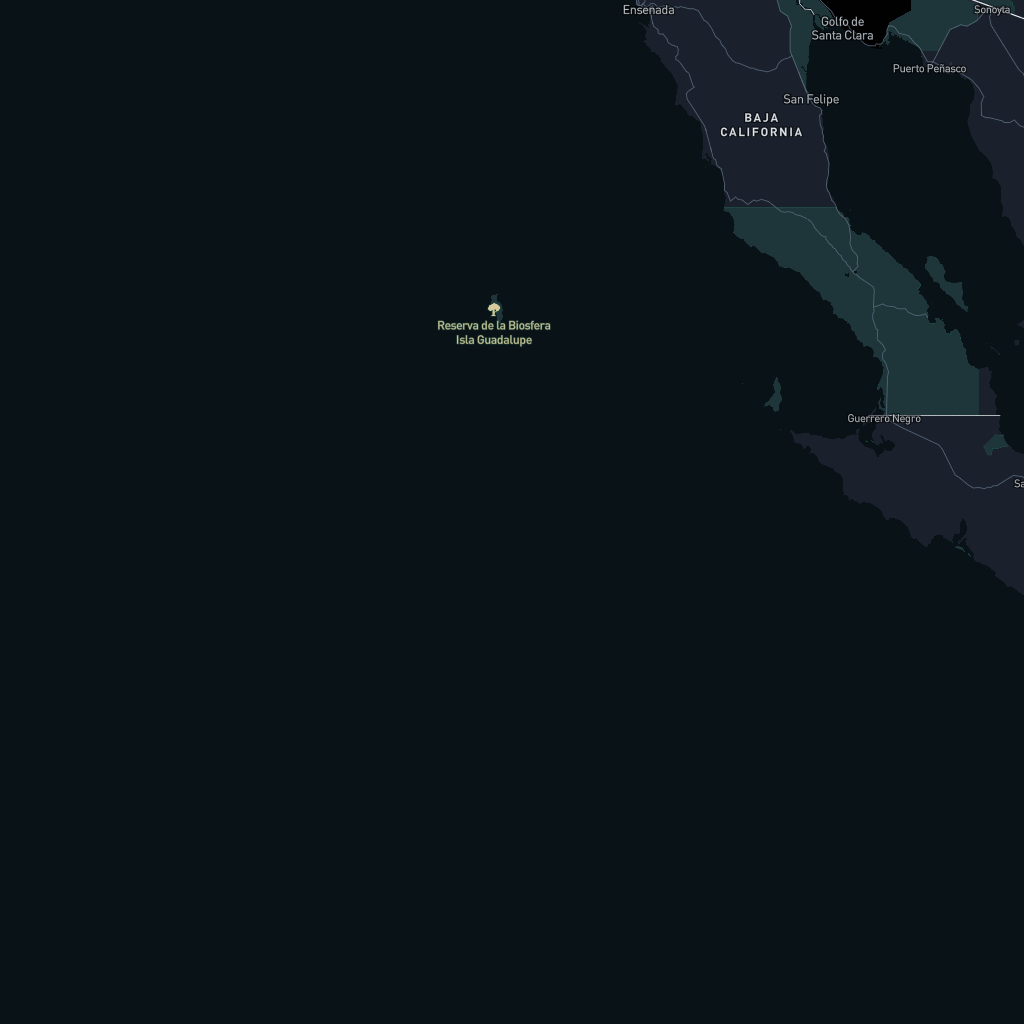 Ensenada
Sonoyta
Golfo de
Santa Clara
Puerto Peñasco
San Felipe
BAJA
CALIFORNIA
Reserva de la Biosfera
Isla Guadalupe
Guerrero Negro
Sa